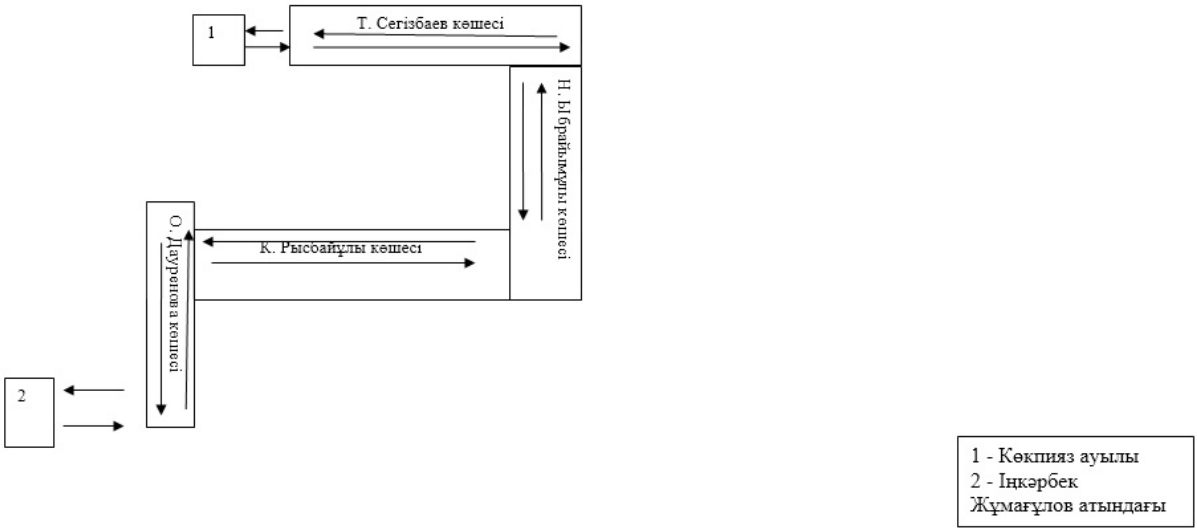 1
Т. Сегізбаев көшесі
Н. Ыбрайымұлы көшесі
О. Дауренова көшесі
К. Рысбайұлы көшесі
2
1 - Көкпияз ауылы
2 - Іңкәрбек
Жұмағұлов атындағы